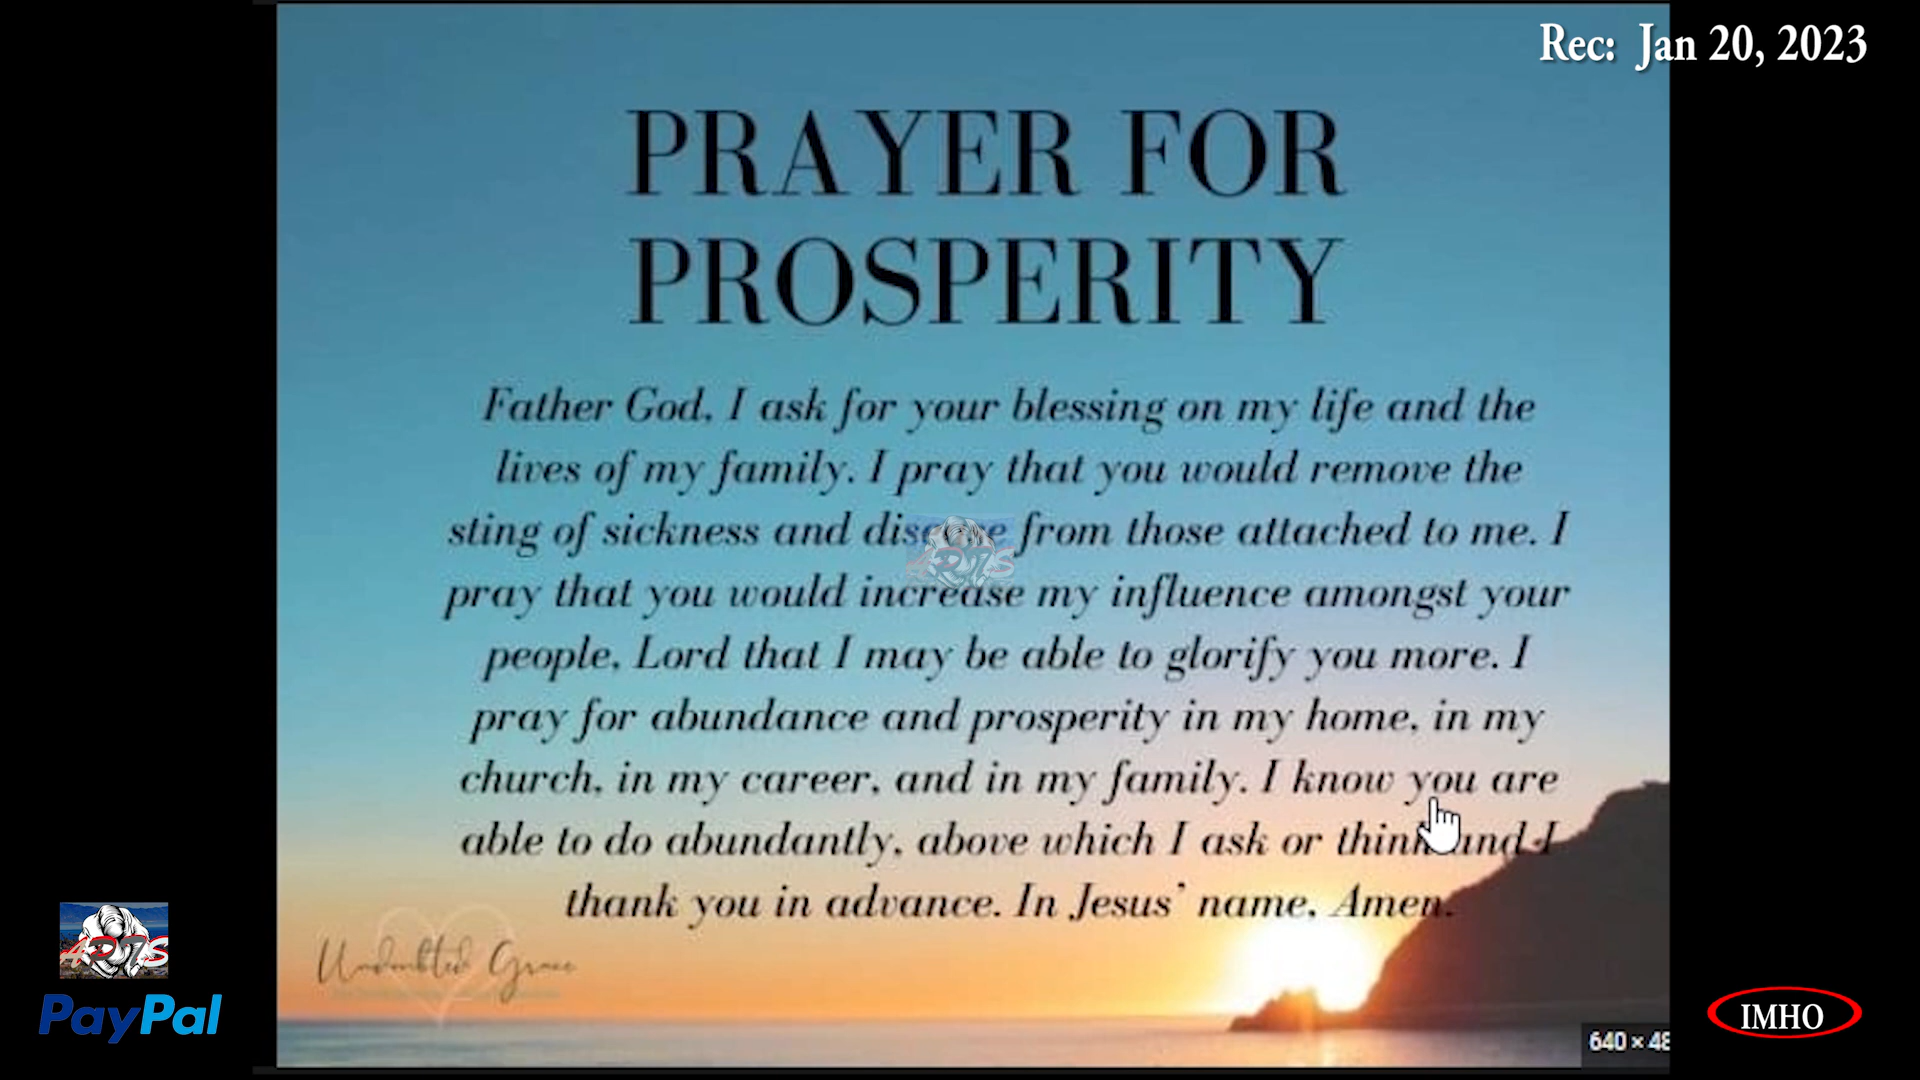 Rec: Jan 20, 2023
PRAYER FOR
PROSPERITY
Father God, I ask for your blessing on my life and the
lives of my family. I pray that you would remove the
sting of sickness and disease from those attached to me. I
pray that you would increase my influence amongst your
people, Lord that I may be able to glorify you more. I
pray for abundance and prosperity in my home, in my
church, in my career, and in my family. I know you are
able to do abundantly, above which I ask or think and I
thank you in advance. In Jesus' name, Amen.
Undoubted Grace
PayPal
IMHO
640 × 48